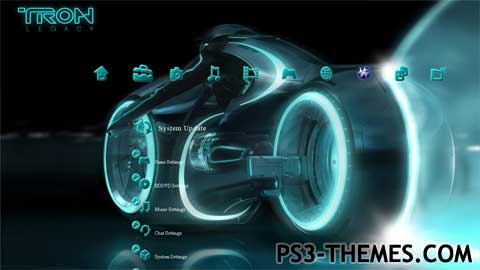 TRON
LEGACY
System Update
Game Settings
BD/DVD Settings
Music Settings
Chat Settings
System Settings
PS3-THEMES.COM